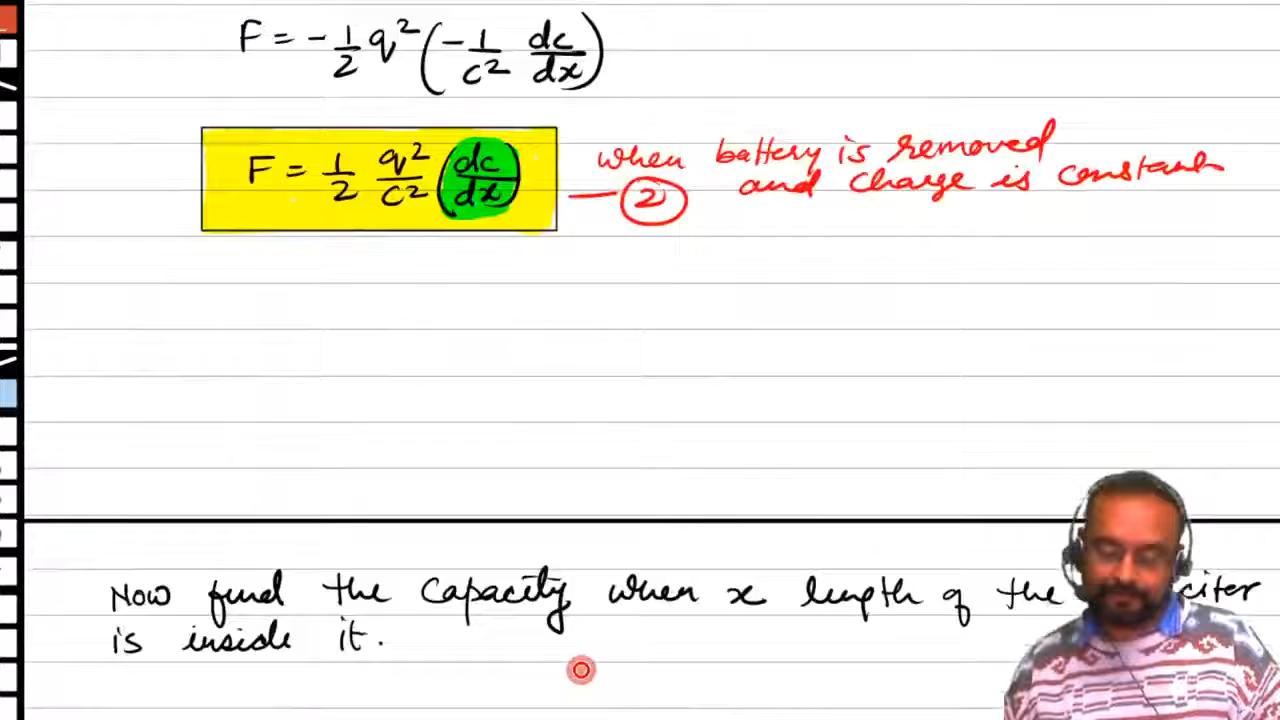 F = -1/2 q² (-1/c² dc/dx)
F = 1/2 q²/c² (dc/dx)
when battery is removed
and charge is constant
— 2
Now find the capacity when x length of the citor
is inside it.